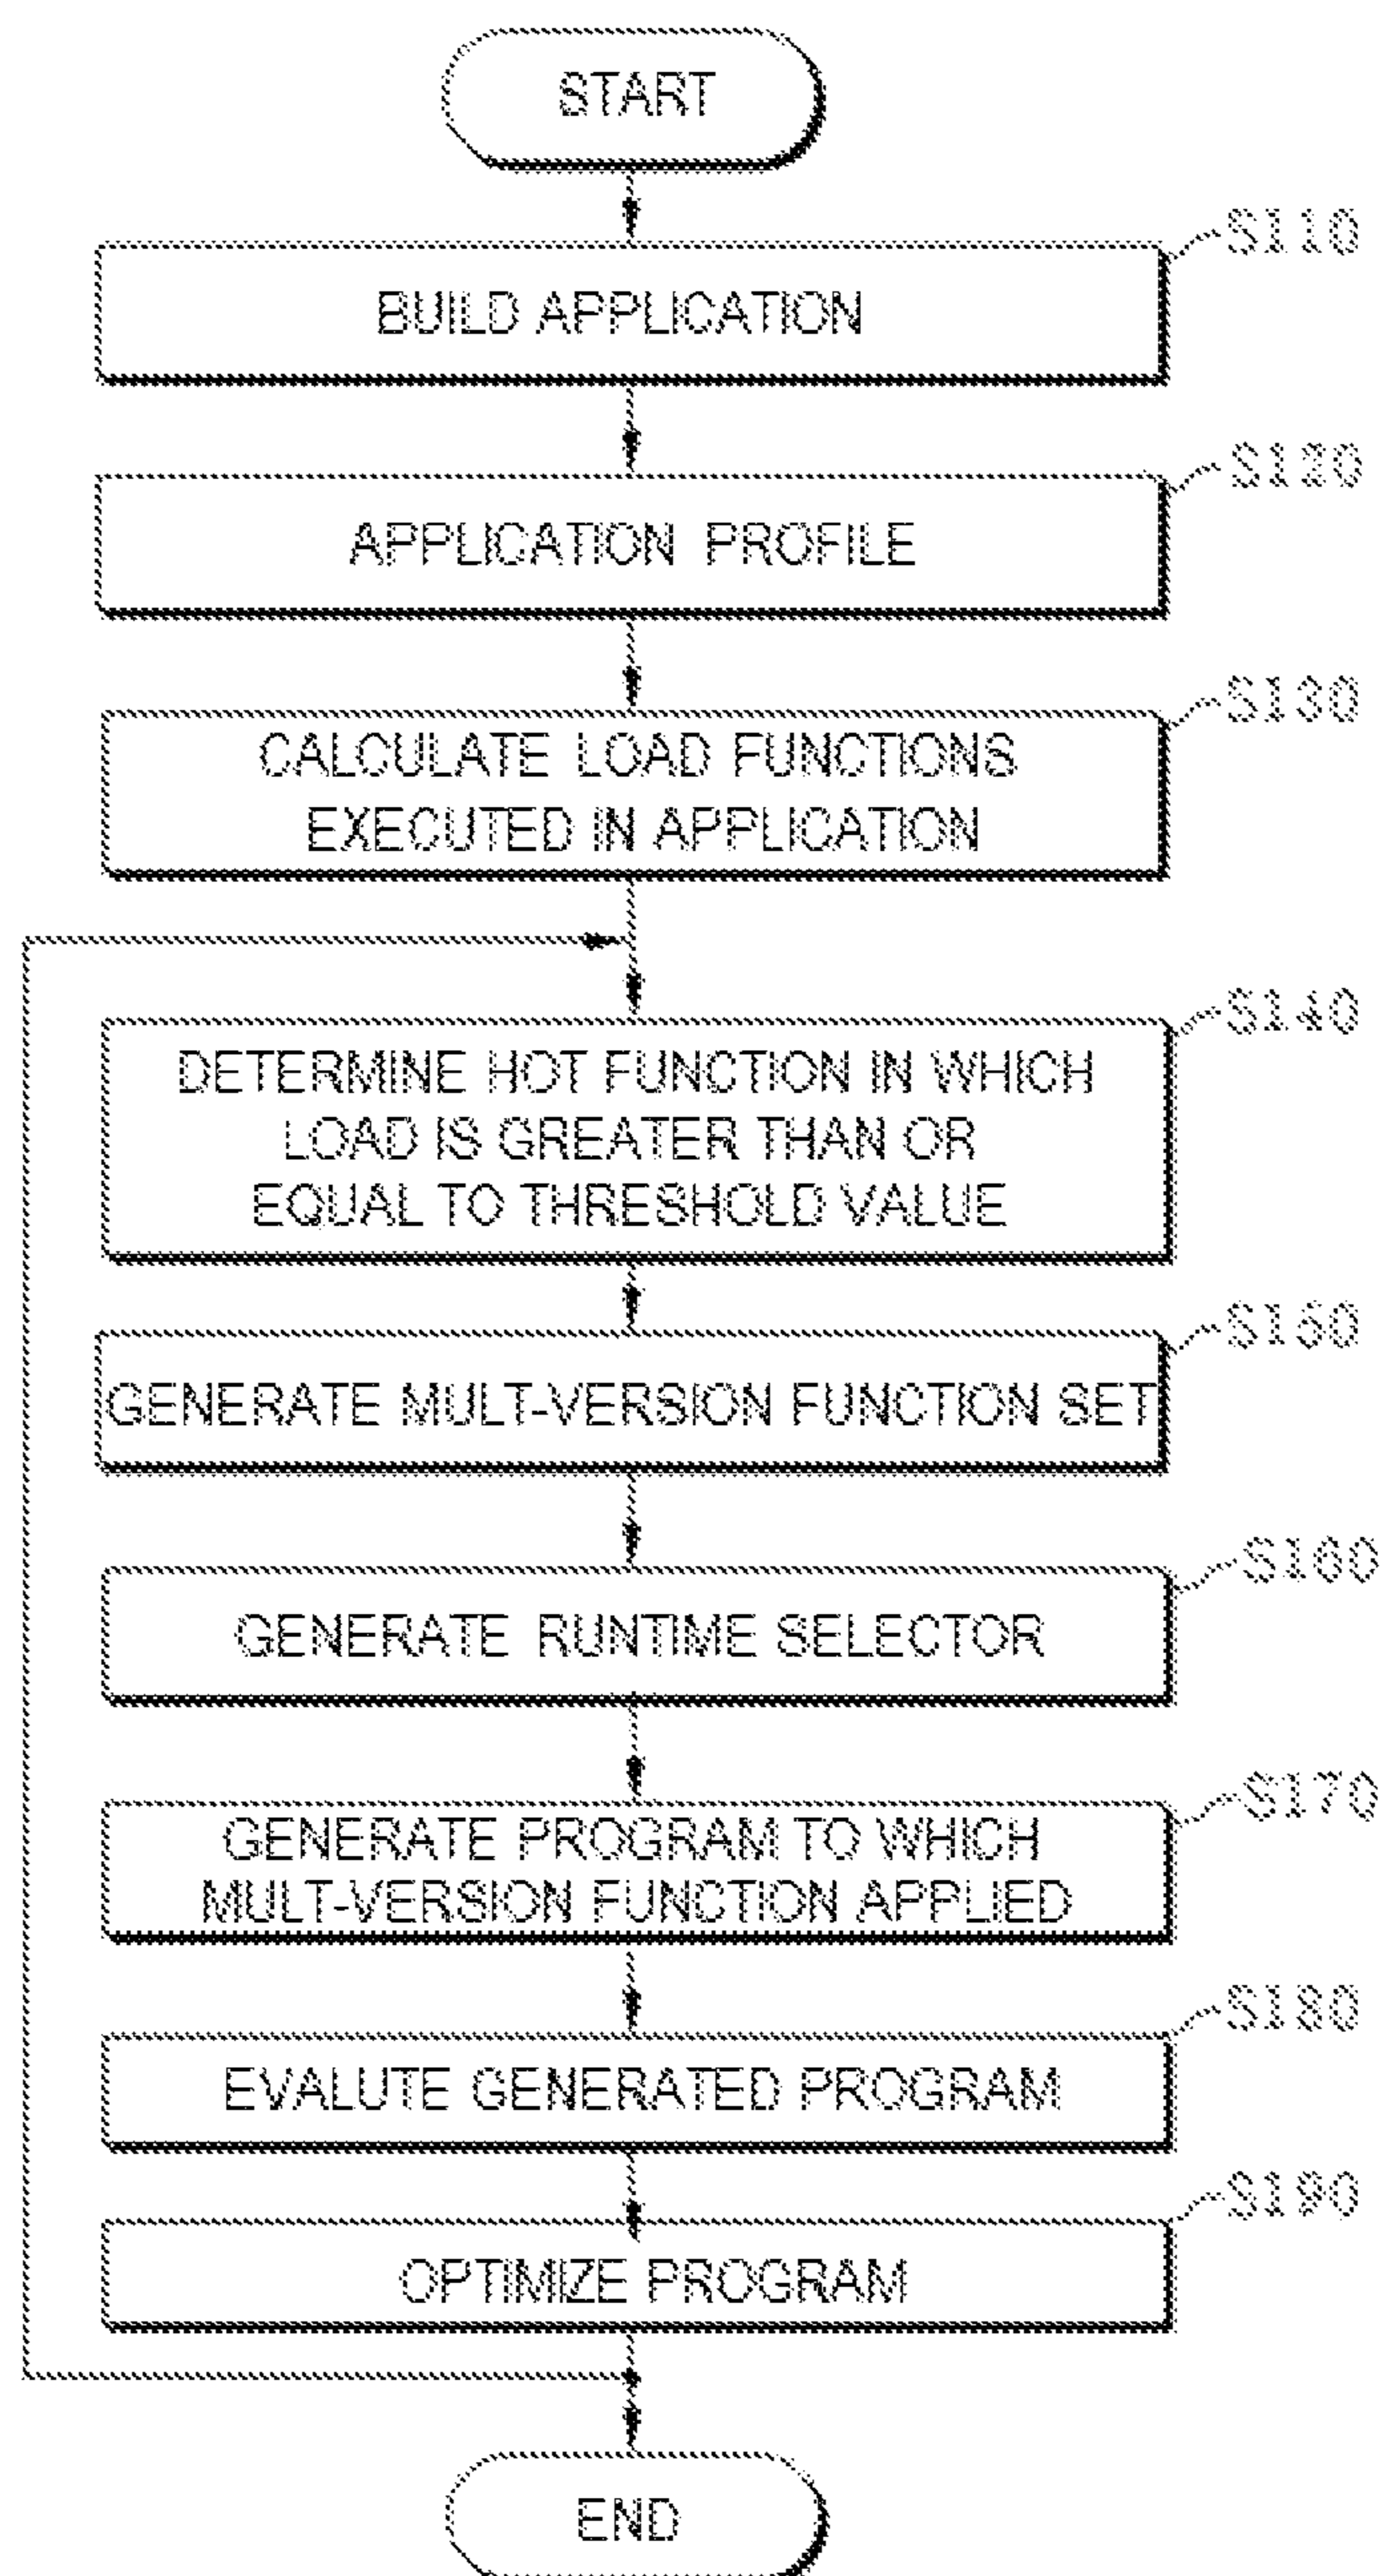 START
S110
BUILD APPLICATION
S120
APPLICATION PROFILE
S130
CALCULATE LOAD FUNCTIONS
EXECUTED IN APPLICATION
S140
DETERMINE HOT FUNCTION IN WHICH
LOAD IS GREATER THAN OR
EQUAL TO THRESHOLD VALUE
S150
GENERATE MULT-VERSION FUNCTION SET
S160
GENERATE RUNTIME SELECTOR
S170
GENERATE PROGRAM TO WHICH
MULT-VERSION FUNCTION APPLIED
S180
EVALUTE GENERATED PROGRAM
S190
OPTIMIZE PROGRAM
END